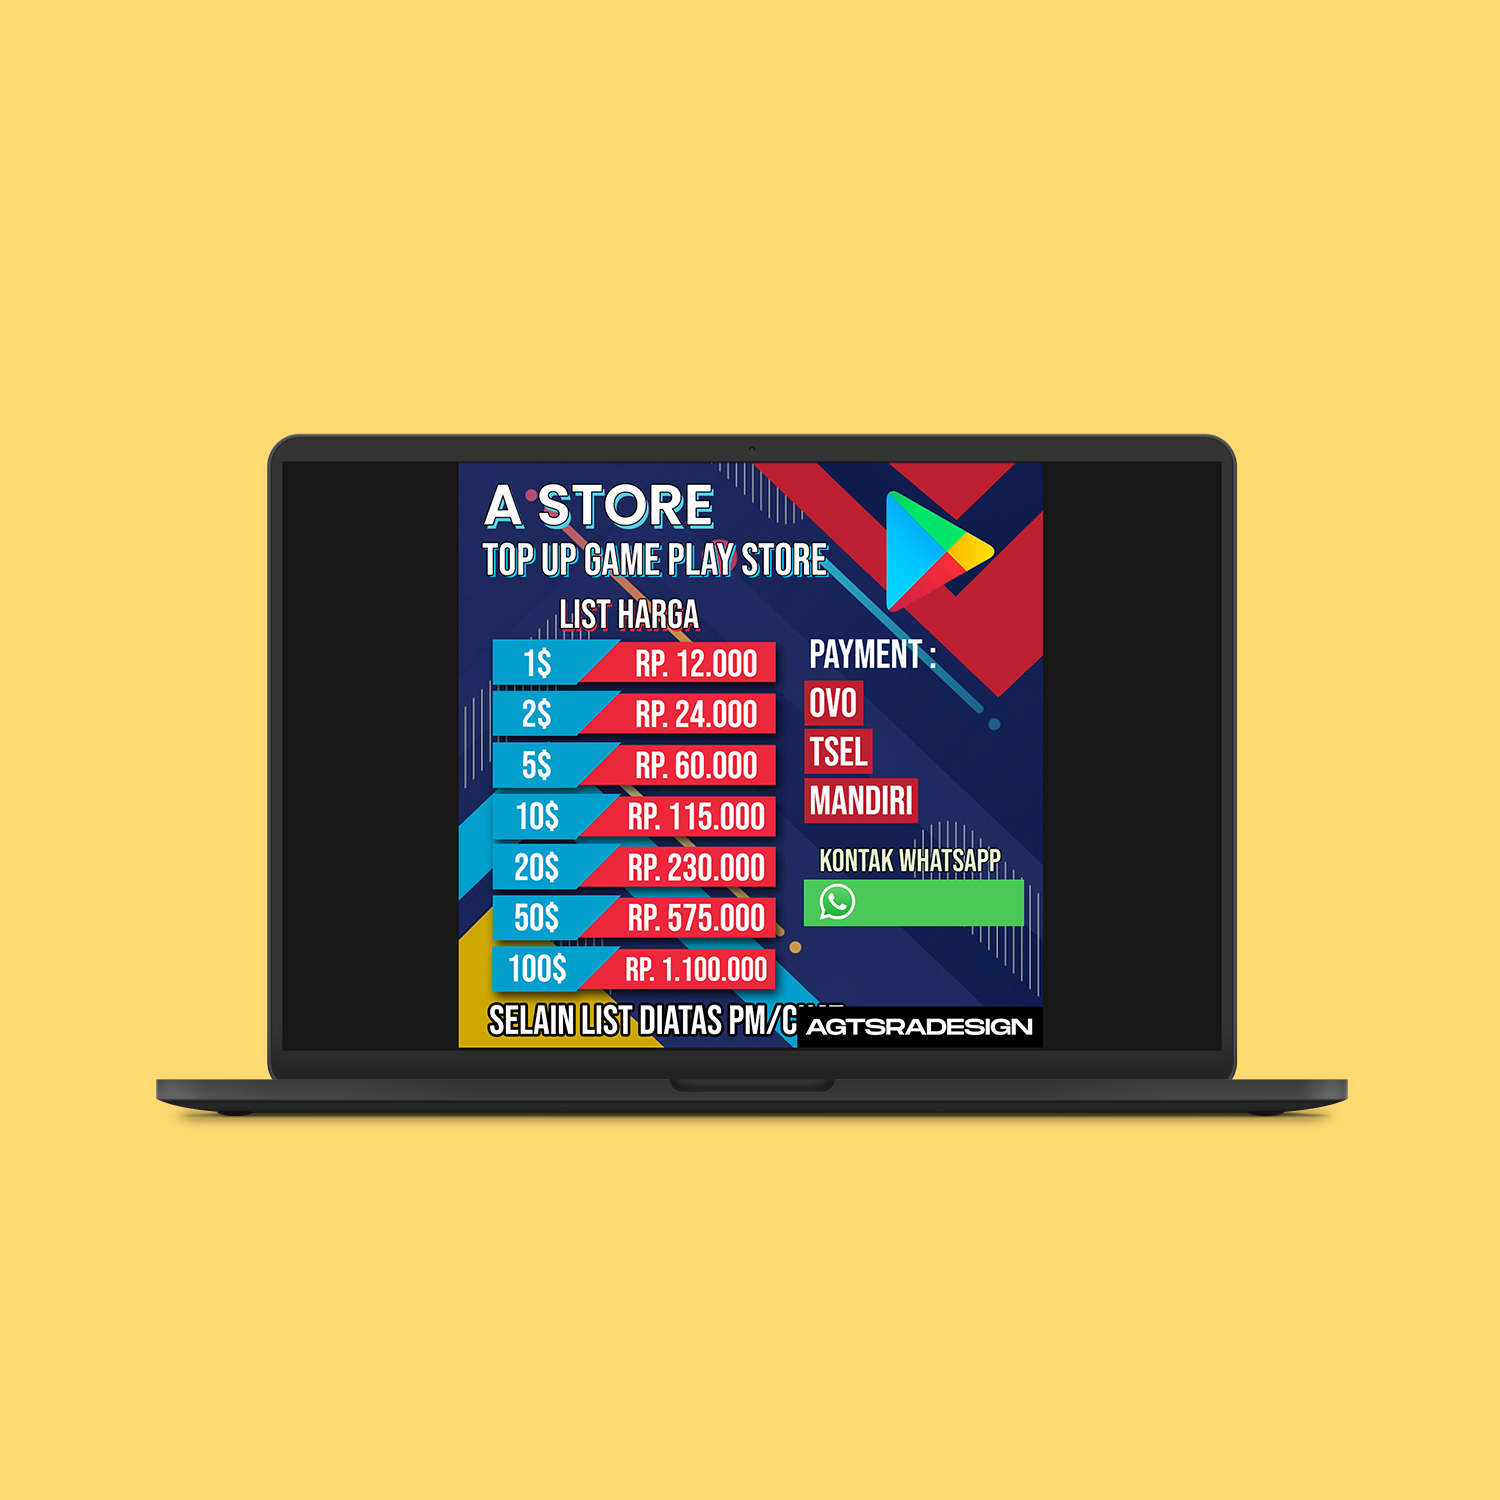 A STORE
TOP UP GAME PLAY STORE
LIST HARGA
1$ RP. 12.000
2$ RP. 24.000
5$ RP. 60.000
10$ RP. 115.000
20$ RP. 230.000
50$ RP. 575.000
100$ RP. 1.100.000
PAYMENT :
OVO
TSEL
MANDIRI
KONTAK WHATSAPP
SELAIN LIST DIATAS PM/
AGTSRADESIGN